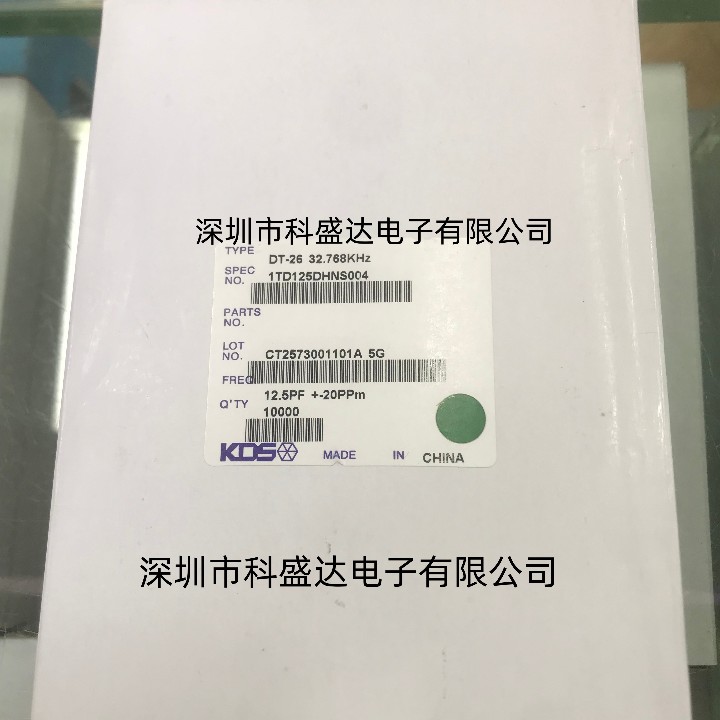 深圳市科盛达电子有限公司
TYPE DT-26 32.768KHz
SPEC NO. 1TD125DHNS004
PARTS NO.
LOT NO. CT2573001101A 5G
FREQ 12.5PF +-20PPm
Q'TY 10000
KDS MADE IN CHINA
深圳市科盛达电子有限公司